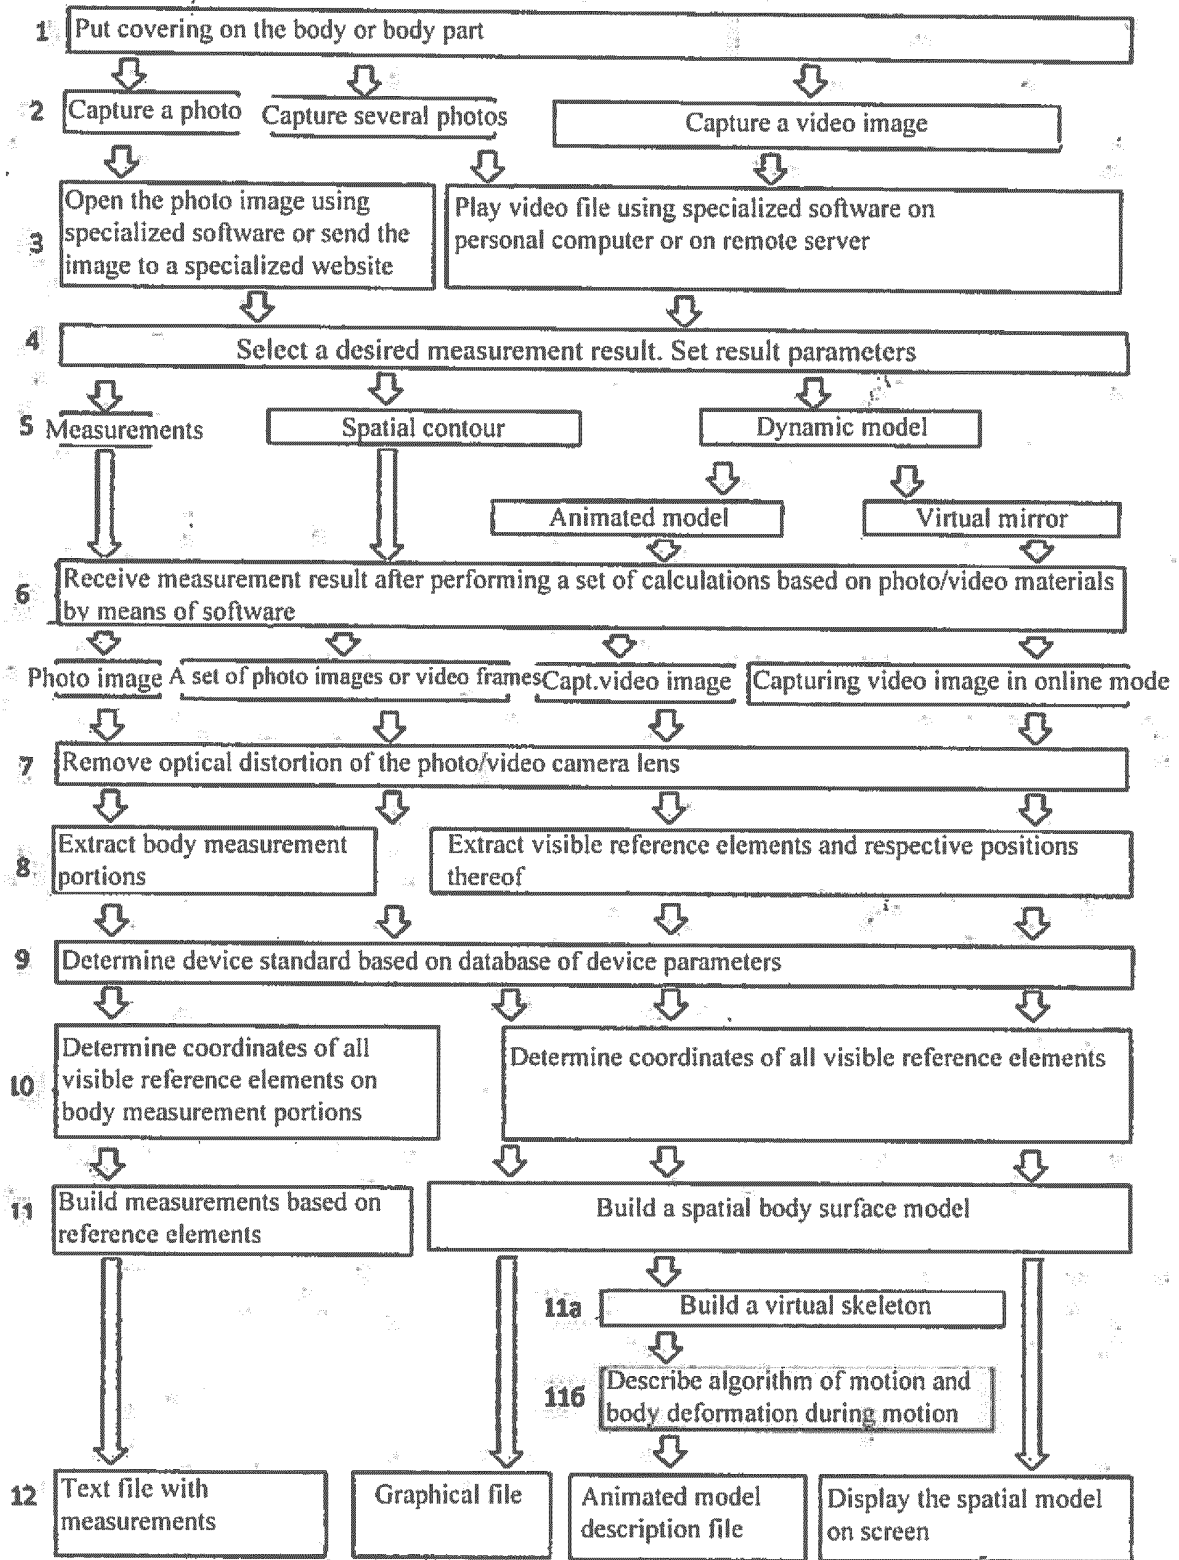 1 Put covering on the body or body part
2 Capture a photo Capture several photos Capture a video image
3 Open the photo image using
specialized software or send the
image to a specialized website
Play video file using specialized software on
personal computer or on remote server
4 Select a desired measurement result. Set result parameters
5 Measurements Spatial contour Dynamic model
Animated model Virtual mirror
6 Receive measurement result after performing a set of calculations based on photo/video materials
by means of software
Photo image A set of photo images or video frames Capt.video image Capturing video image in online mode
7 Remove optical distortion of the photo/video camera lens
8 Extract body measurement
portions
Extract visible reference elements and respective positions
thereof
9 Determine device standard based on database of device parameters
10 Determine coordinates of all
visible reference elements on
body measurement portions
Determine coordinates of all visible reference elements
11 Build measurements based on
reference elements
Build a spatial body surface model
11a Build a virtual skeleton
11б Describe algorithm of motion and
body deformation during motion
12 Text file with
measurements
Graphical file
Animated model
description file
Display the spatial model
on screen